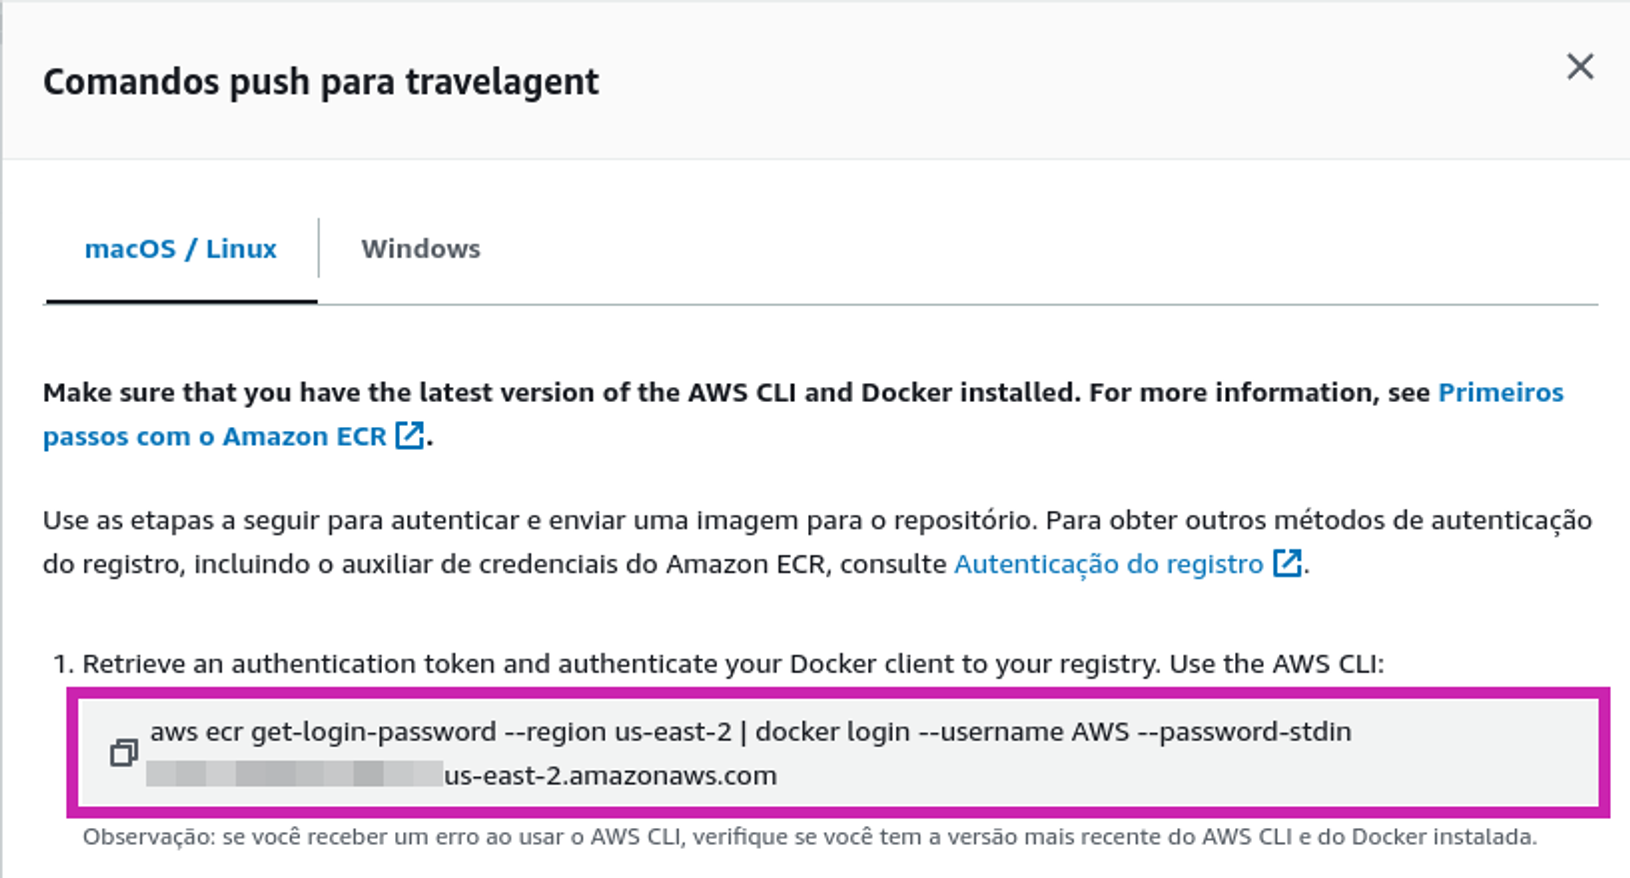 Comandos push para travelagent
macOS / Linux
Windows
Make sure that you have the latest version of the AWS CLI and Docker installed. For more information, see Primeiros
passos com o Amazon ECR.
Use as etapas a seguir para autenticar e enviar uma imagem para o repositório. Para obter outros métodos de autenticação
do registro, incluindo o auxiliar de credenciais do Amazon ECR, consulte Autenticação do registro.
1. Retrieve an authentication token and authenticate your Docker client to your registry. Use the AWS CLI:
aws ecr get-login-password --region us-east-2 | docker login --username AWS --password-stdin
us-east-2.amazonaws.com
Observação: se você receber um erro ao usar o AWS CLI, verifique se você tem a versão mais recente do AWS CLI e do Docker instalada.